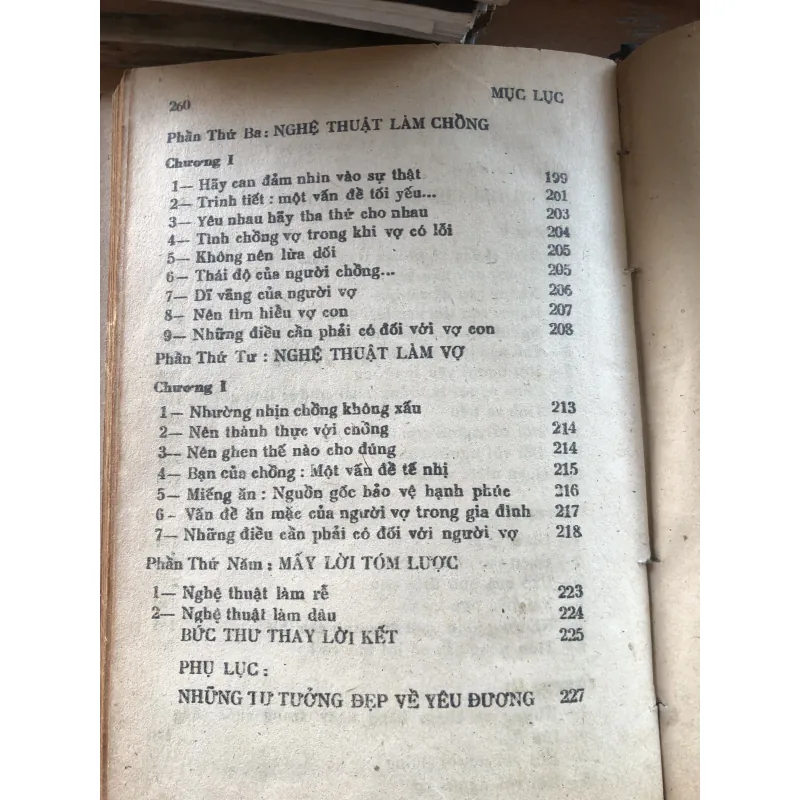 260 MỤC LỤC
Phần Thứ Ba : NGHỆ THUẬT LÀM CHỒNG
Chương I
1— Hãy can đảm nhìn vào sự thật 199
2— Trinh tiết : một vấn đề tối yếu... 201
3— Yêu nhau hãy tha thứ cho nhau 203
4— Tình chồng vợ trong khi vợ có lỗi 204
5— Không nên lừa dối 205
6— Thái độ của người chồng... 205
7— Dĩ vãng của người vợ 206
8— Nên tìm hiểu vợ con 207
9— Những điều cần phải có đối với vợ con 208
Phần Thứ Tư : NGHỆ THUẬT LÀM VỢ
Chương I
1— Nhường nhịn chồng không xấu 213
2— Nên thành thực với chồng 214
3— Nên ghen thế nào cho đúng 214
4— Bạn của chồng : Một vấn đề tế nhị 215
5— Miếng ăn : Nguồn gốc bảo vệ hạnh phúc 216
6 - Vấn đề ăn mặc của người vợ trong gia đình 217
7— Những điều cần phải có đối với người vợ 218
Phần Thứ Năm : MẤY LỜI TÓM LƯỢC
1— Nghệ thuật làm rể 223
2— Nghệ thuật làm dâu 224
BỨC THƯ THAY LỜI KẾT 225
PHỤ LỤC :
NHỮNG TƯ TƯỞNG ĐẸP VỀ YÊU ĐƯƠNG 227